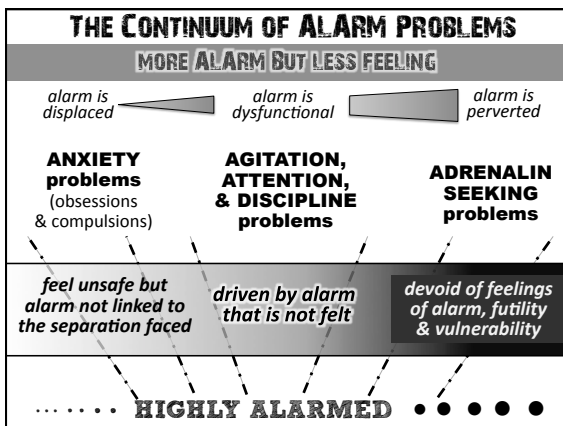 THE CONTINUUM OF ALARM PROBLEMS
MORE ALARM BUT LESS FEELING
alarm is
displaced
alarm is
dysfunctional
alarm is
perverted
ANXIETY
problems
(obsessions
& compulsions)
AGITATION,
ATTENTION,
& DISCIPLINE
problems
ADRENALIN
SEEKING
problems
feel unsafe but
alarm not linked to
the separation faced
driven by alarm
that is not felt
devoid of feelings
of alarm, futility
& vulnerability
HIGHLY ALARMED